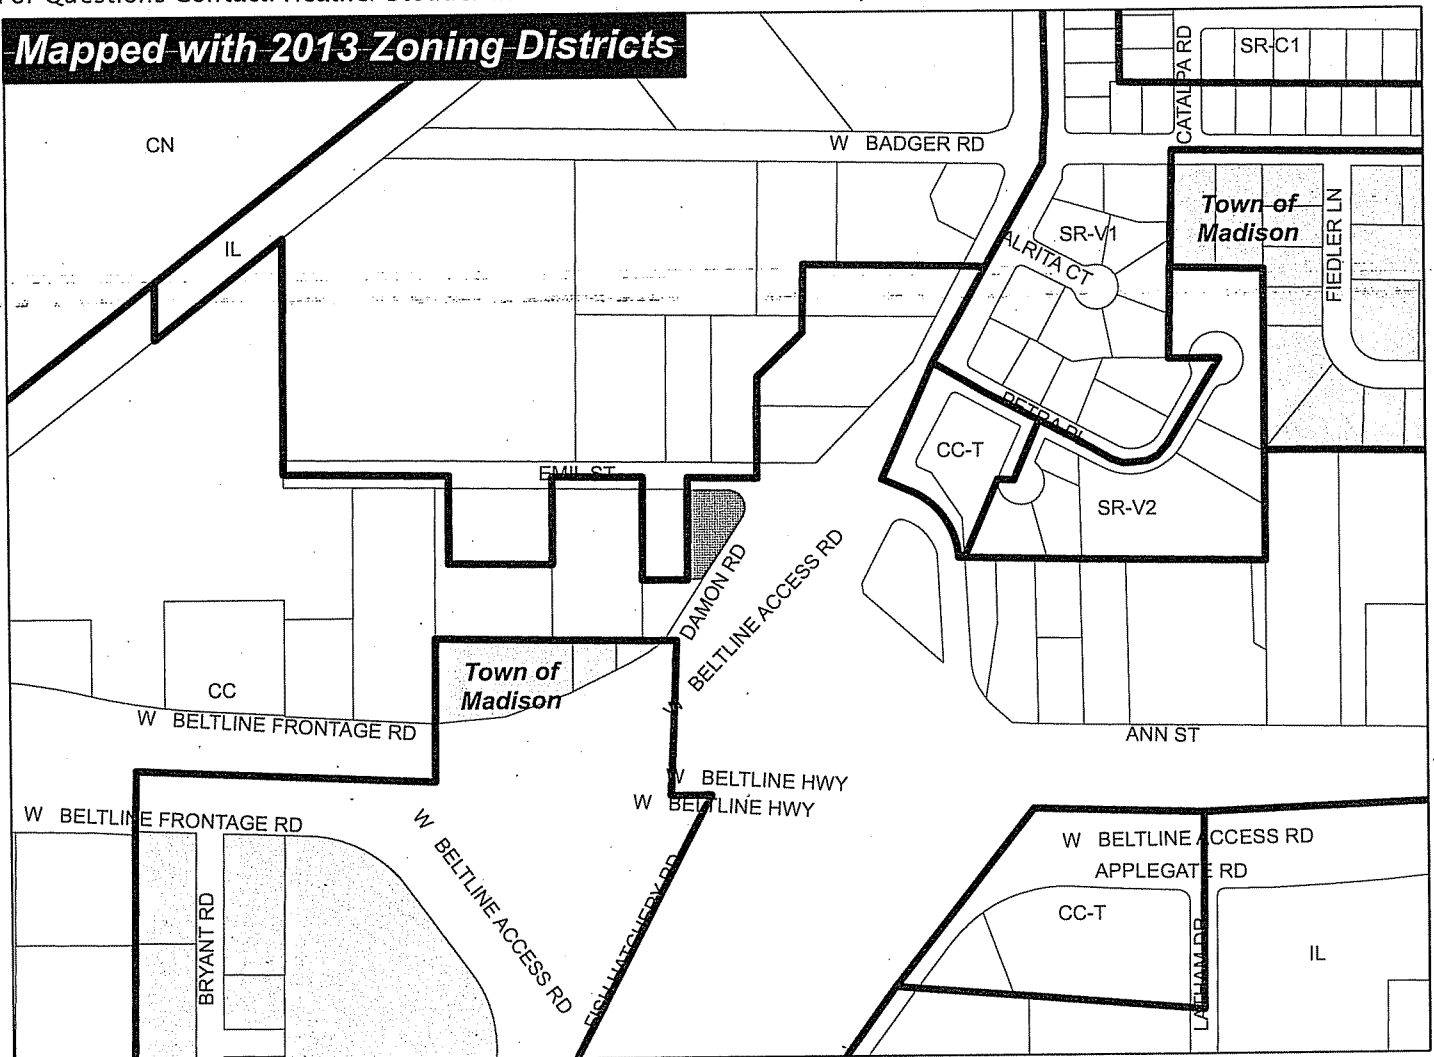 Mapped with 2013 Zoning Districts
CATALPA RD
SR-C1
CN
W BADGER RD
Town of
Madison
FIEDLER LN
SR-V1
ALRITA CT
IL
PETRA PL
CC-T
EMIL ST
SR-V2
DAMON RD
W BELTLINE ACCESS RD
Town of
Madison
CC
W BELTLINE FRONTAGE RD
ANN ST
W BELTLINE HWY
W BELTLINE HWY
W BELTLINE FRONTAGE RD
W BELTLINE ACCESS RD
W BELTLINE ACCESS RD
APPLEGATE RD
CC-T
BRYANT RD
FISH HATCHERY RD
LATHAM DR
IL